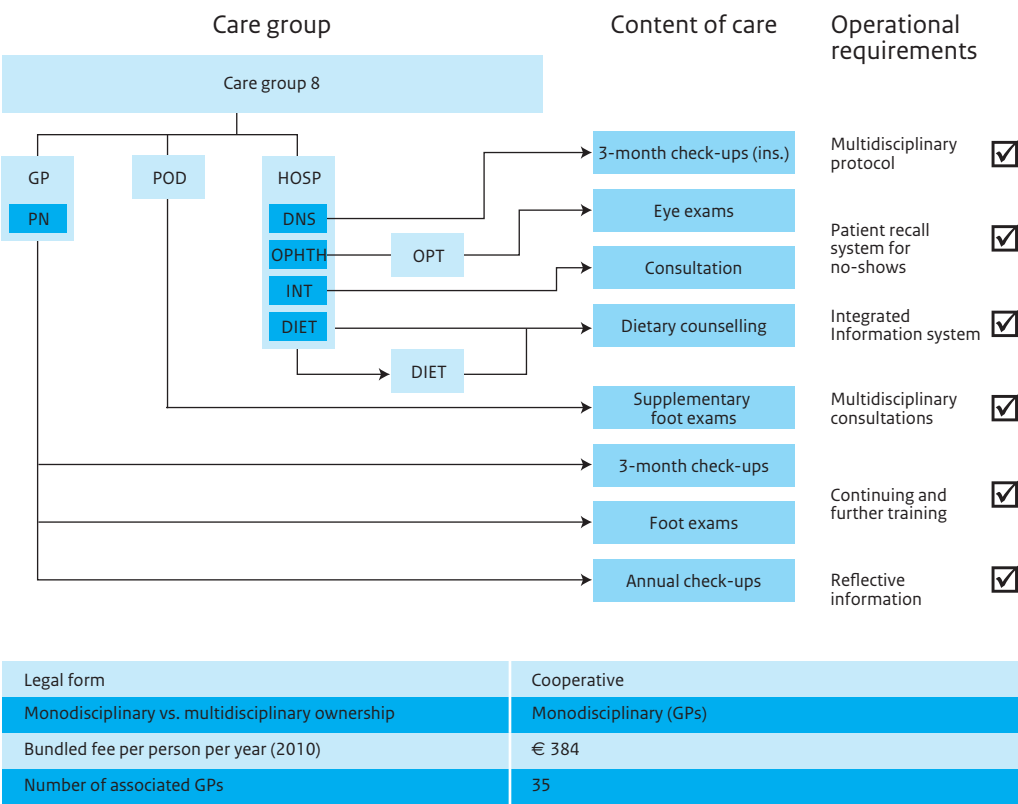 Care group
Content of care
Operational
requirements
Care group 8
GP
PN
POD
HOSP
DNS
OPHTH
INT
DIET
OPT
DIET
3-month check-ups (ins.)
Eye exams
Consultation
Dietary counselling
Supplementary
foot exams
3-month check-ups
Foot exams
Annual check-ups
Multidisciplinary
protocol
Patient recall
system for
no-shows
Integrated
Information system
Multidisciplinary
consultations
Continuing and
further training
Reflective
information
Legal form Cooperative
Monodisciplinary vs. multidisciplinary ownership Monodisciplinary (GPs)
Bundled fee per person per year (2010) € 384
Number of associated GPs 35